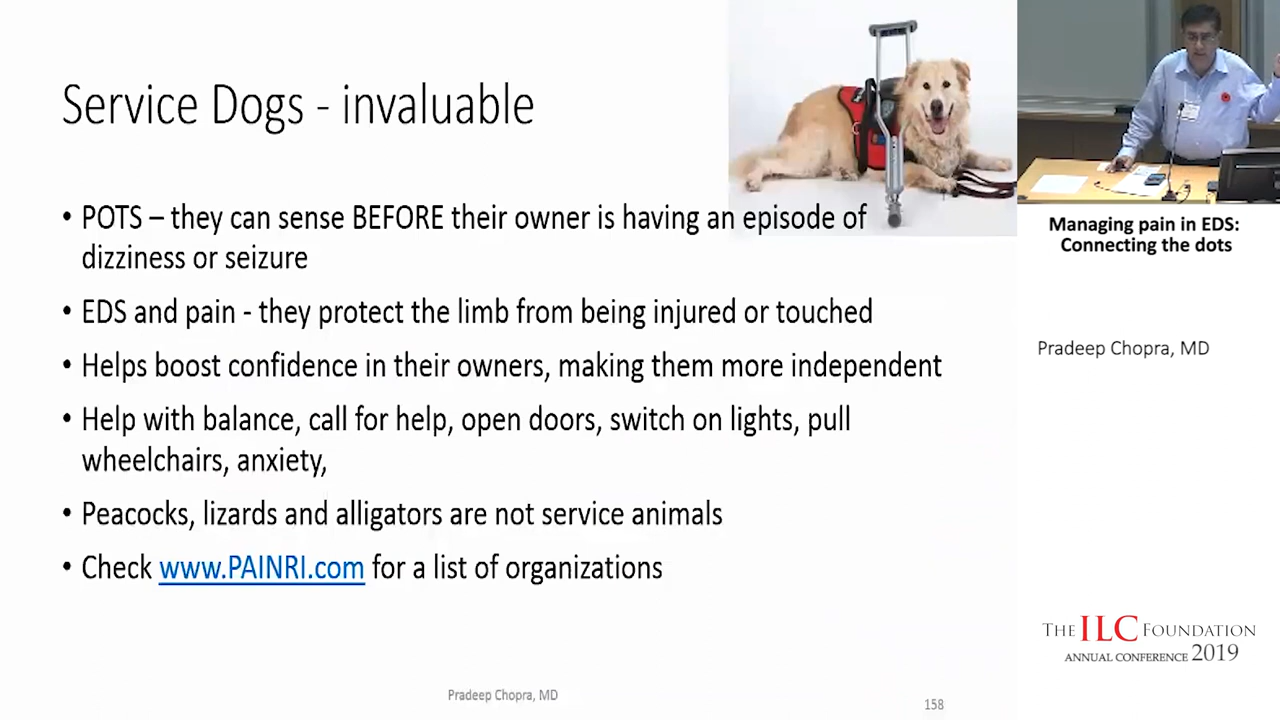 Service Dogs - invaluable
• POTS – they can sense BEFORE their owner is having an episode of
dizziness or seizure
• EDS and pain - they protect the limb from being injured or touched
• Helps boost confidence in their owners, making them more independent
• Help with balance, call for help, open doors, switch on lights, pull
wheelchairs, anxiety,
• Peacocks, lizards and alligators are not service animals
• Check www.PAINRI.com for a list of organizations
Pradeep Chopra, MD
158
Managing pain in EDS:
Connecting the dots
Pradeep Chopra, MD
THE ILC FOUNDATION
ANNUAL CONFERENCE 2019